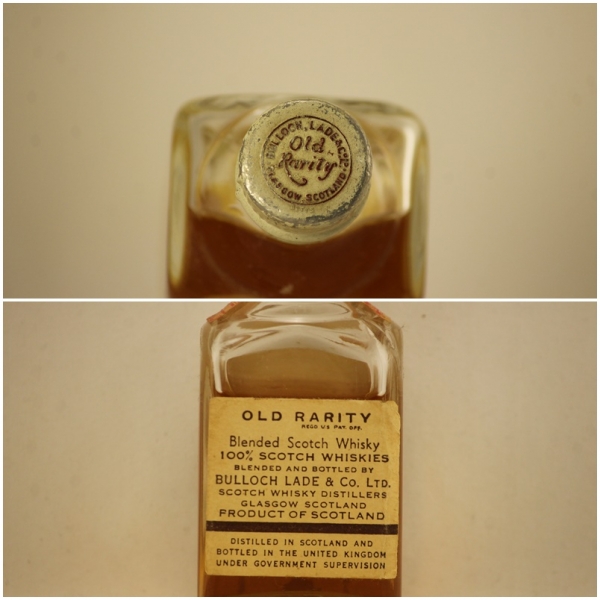 BULLOCH, LADE & Co. LD.
Old
Rarity
GLASGOW, SCOTLAND
OLD RARITY
REGD US PAT. OFF.
Blended Scotch Whisky
100% SCOTCH WHISKIES
BLENDED AND BOTTLED BY
BULLOCH LADE & Co. LTD.
SCOTCH WHISKY DISTILLERS
GLASGOW SCOTLAND
PRODUCT OF SCOTLAND
DISTILLED IN SCOTLAND AND
BOTTLED IN THE UNITED KINGDOM
UNDER GOVERNMENT SUPERVISION